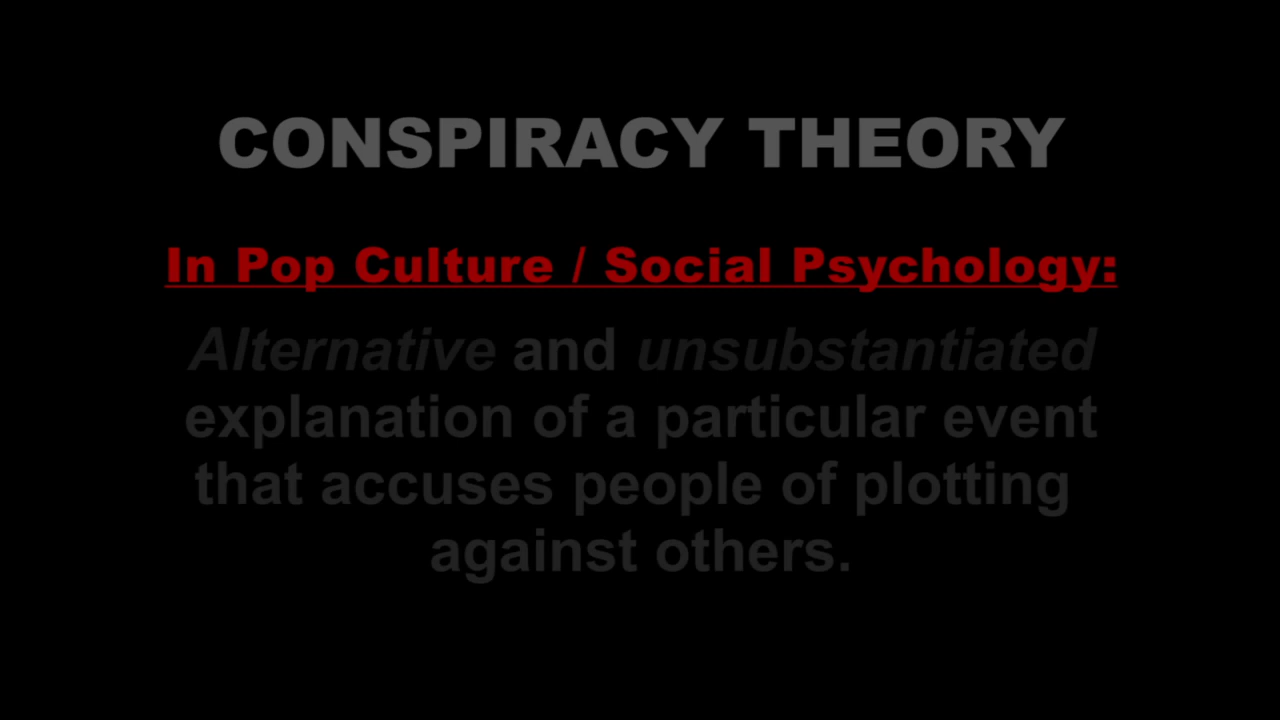 CONSPIRACY THEORY
In Pop Culture / Social Psychology:
Alternative and unsubstantiated
explanation of a particular event
that accuses people of plotting
against others.